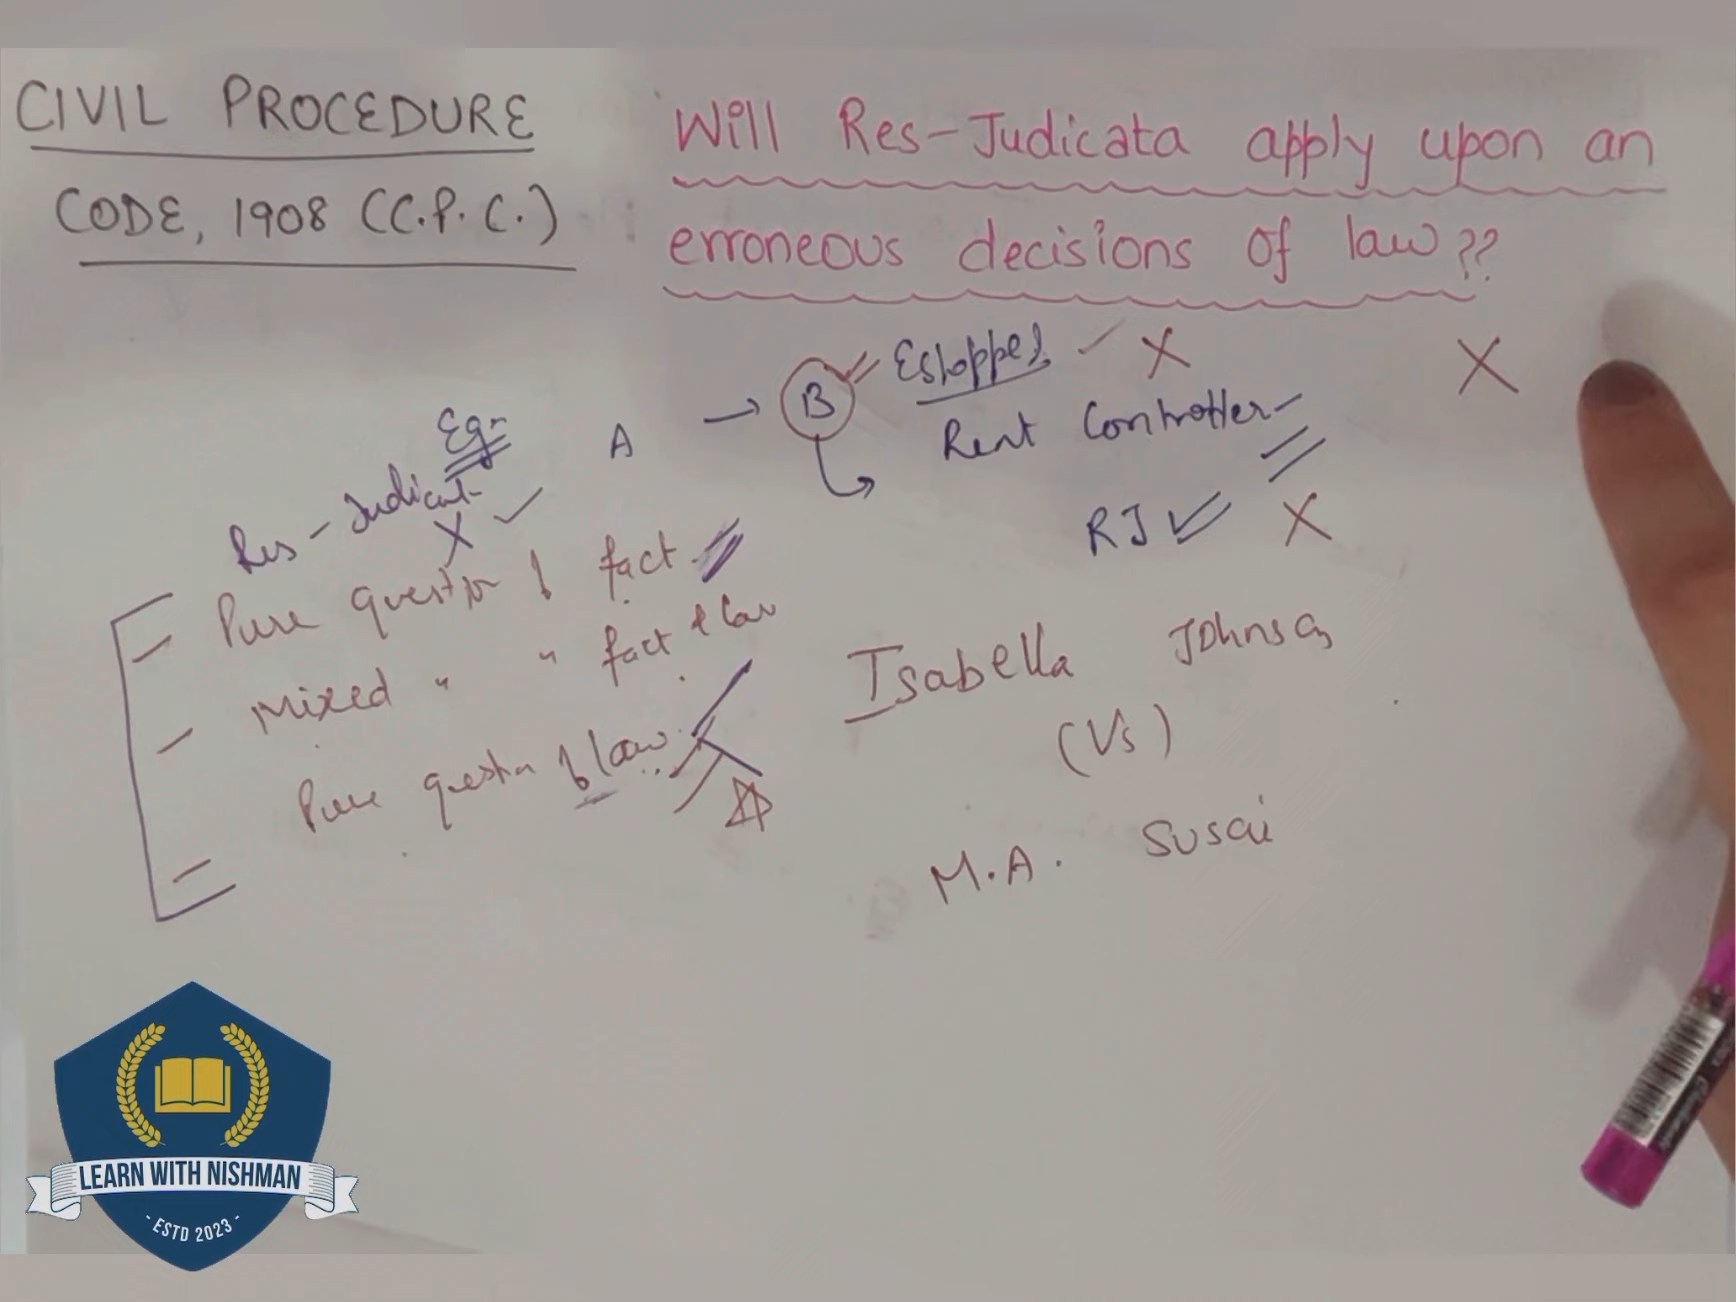 CIVIL PROCEDURE
CODE, 1908 (C.P.C.)
Will Res-Judicata apply upon an
erroneous decisions of law??
Eg:-
A → B Estoppel ✓ X
Rent Controller-
RJ ✓ X
X
Res-Judicat-
X ✓
Pure question of fact
Mixed " " fact & law
Pure questn of law
Isabella Johnson
(Vs)
M.A. Susai
LEARN WITH NISHMAN
- ESTD 2023 -